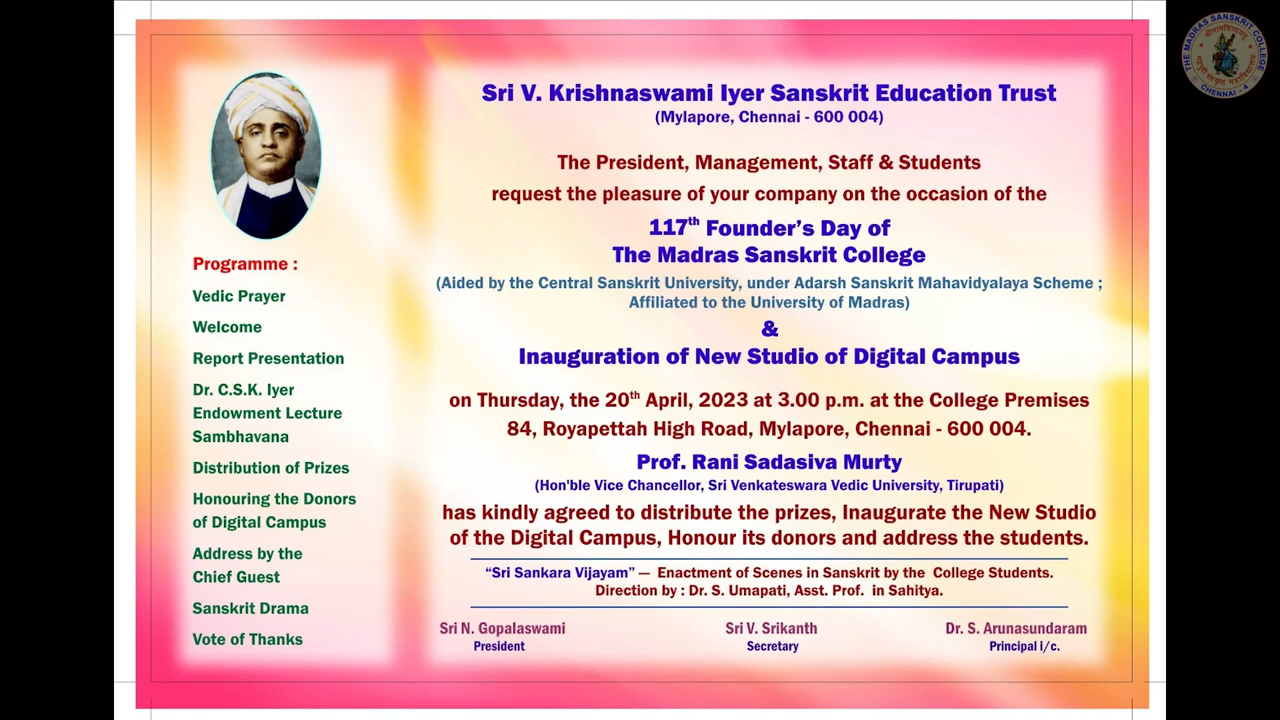 Programme :
Vedic Prayer
Welcome
Report Presentation
Dr. C.S.K. Iyer
Endowment Lecture
Sambhavana
Distribution of Prizes
Honouring the Donors
of Digital Campus
Address by the
Chief Guest
Sanskrit Drama
Vote of Thanks
Sri V. Krishnaswami Iyer Sanskrit Education Trust
(Mylapore, Chennai - 600 004)
The President, Management, Staff & Students
request the pleasure of your company on the occasion of the
117th Founder’s Day of
The Madras Sanskrit College
(Aided by the Central Sanskrit University, under Adarsh Sanskrit Mahavidyalaya Scheme ;
Affiliated to the University of Madras)
&
Inauguration of New Studio of Digital Campus
on Thursday, the 20th April, 2023 at 3.00 p.m. at the College Premises
84, Royapettah High Road, Mylapore, Chennai - 600 004.
Prof. Rani Sadasiva Murty
(Hon'ble Vice Chancellor, Sri Venkateswara Vedic University, Tirupati)
has kindly agreed to distribute the prizes, Inaugurate the New Studio
of the Digital Campus, Honour its donors and address the students.
“Sri Sankara Vijayam” — Enactment of Scenes in Sanskrit by the College Students.
Direction by : Dr. S. Umapati, Asst. Prof. in Sahitya.
Sri N. Gopalaswami Sri V. Srikanth Dr. S. Arunasundaram
President Secretary Principal i/c.
THE MADRAS SANSKRIT COLLEGE
CHENNAI - 4